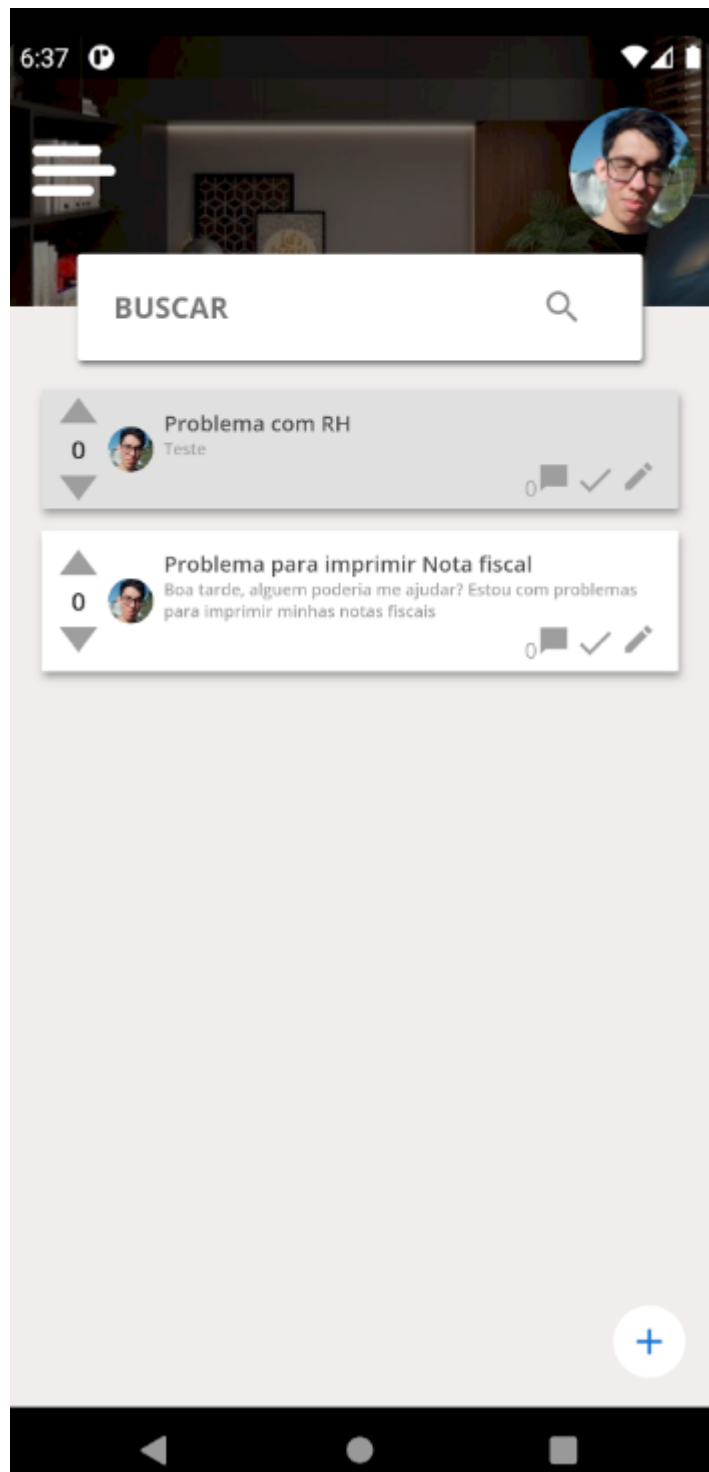 6:37
BUSCAR
0
Problema com RH
Teste
0
0
Problema para imprimir Nota fiscal
Boa tarde, alguem poderia me ajudar? Estou com problemas
para imprimir minhas notas fiscais
0